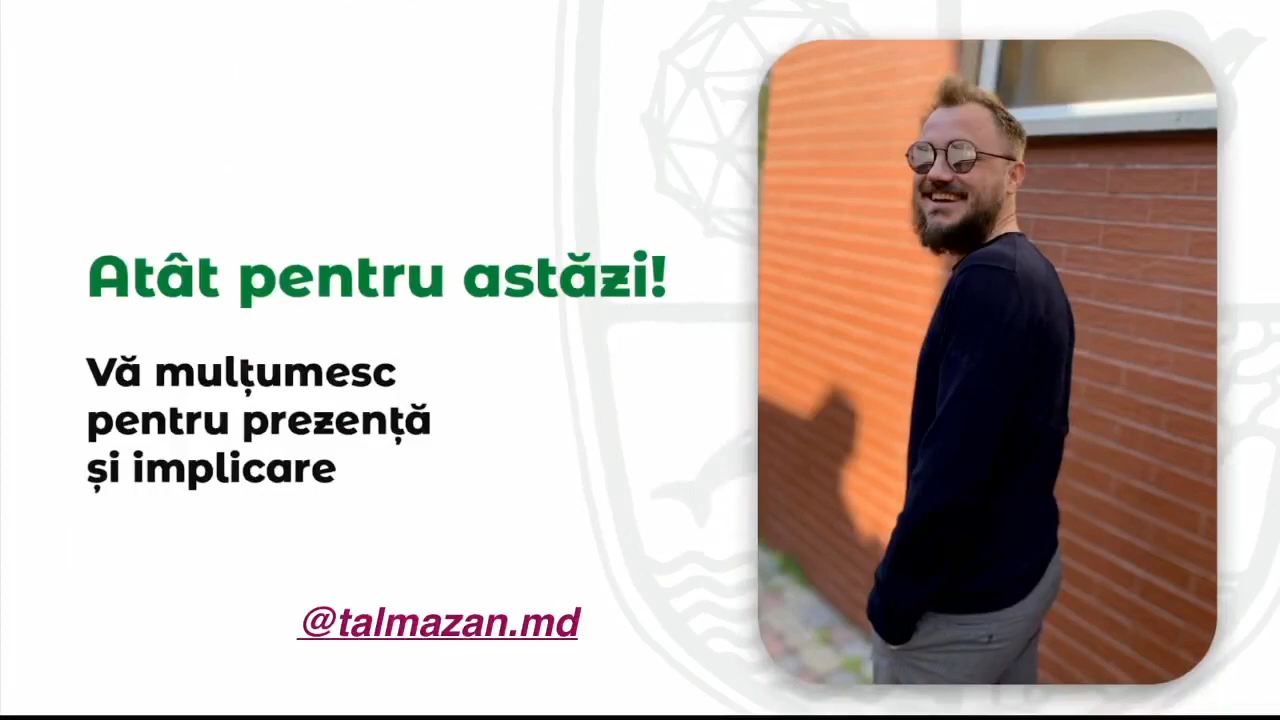 Atât pentru astăzi!
Vă mulțumesc
pentru prezență
și implicare
@talmazan.md